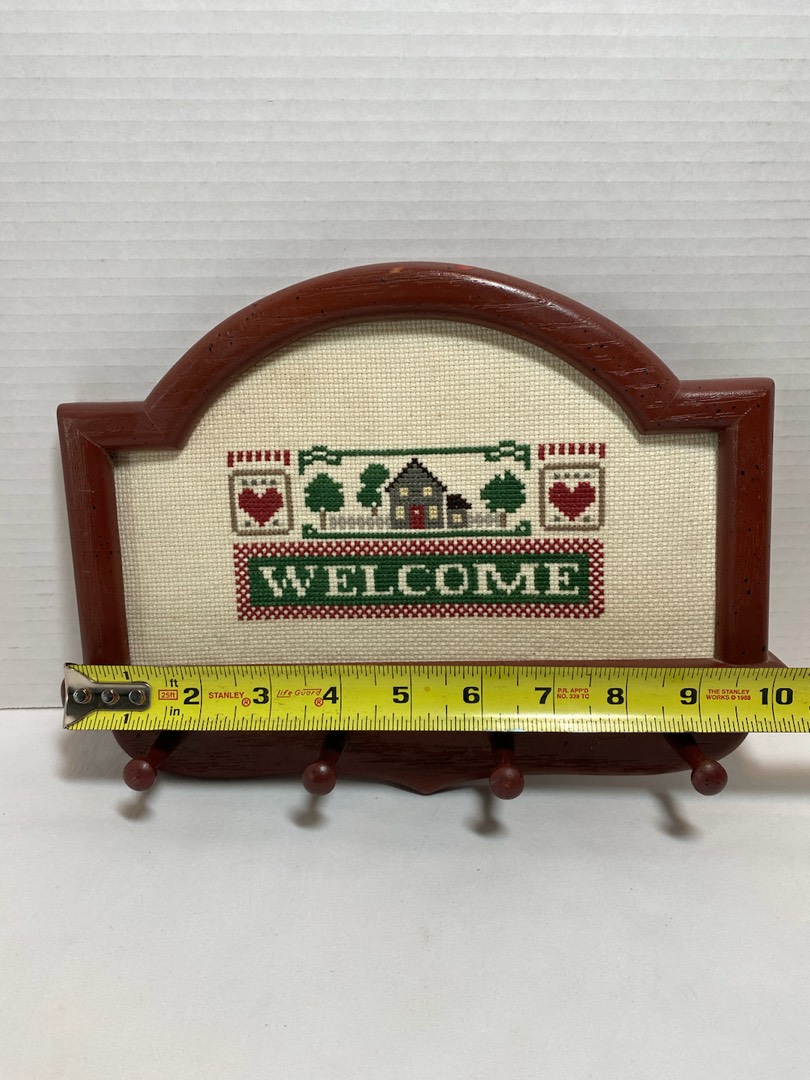 WELCOME
1 ft 2 STANLEY ® 3 Life Guard ® 4 5 6 7 P.R. APP'D 8 9 THE STANLEY 10
25ft NO. 339 TC WORKS © 1988
1 in